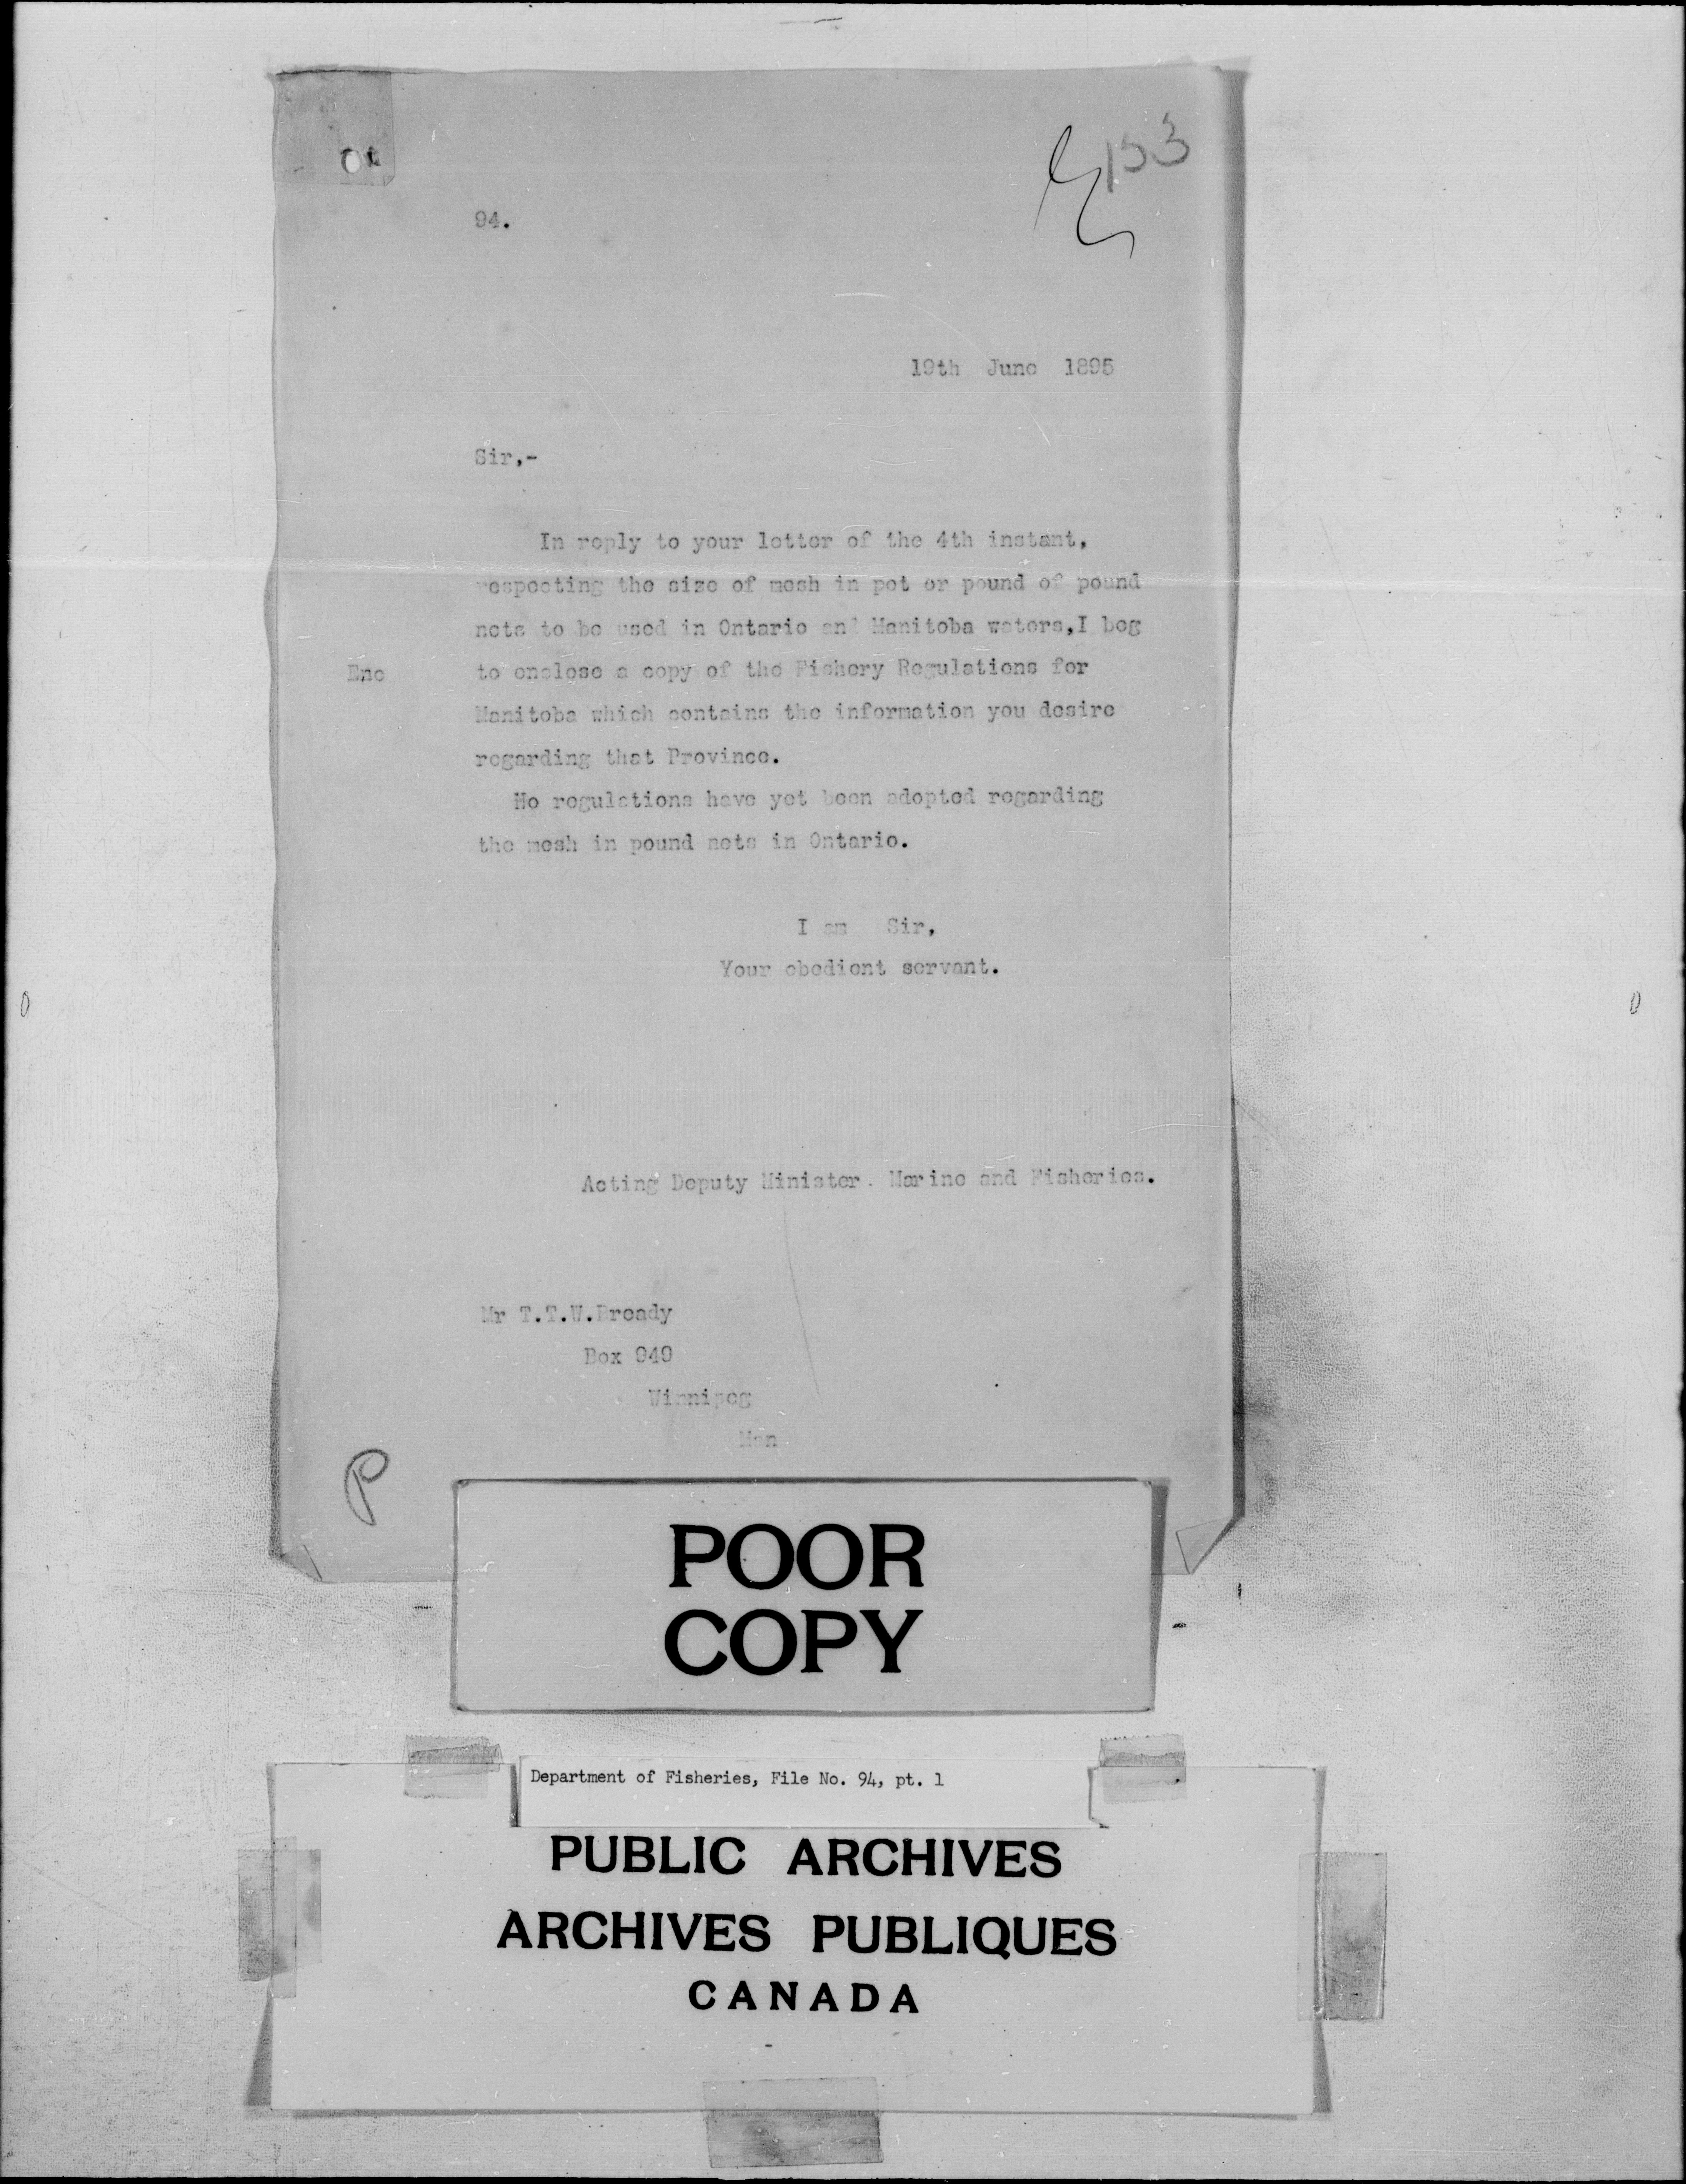 153
94.
19th June 1895
Sir,-
In reply to your letter of the 4th instant,
respecting the size of mesh in pot or pound of pound
nets to be used in Ontario and Manitoba waters,I beg
Enc to enclose a copy of the Fishery Regulations for
Manitoba which contains the information you desire
regarding that Province.
No regulations have yet been adopted regarding
the mesh in pound nets in Ontario.
I am Sir,
Your obedient servant.
Acting Deputy Minister. Marine and Fisheries.
Mr T.T.W.Bready
Box 949
Winnipeg
Man
P
POOR
COPY
Department of Fisheries, File No. 94, pt. 1
PUBLIC ARCHIVES
ARCHIVES PUBLIQUES
CANADA